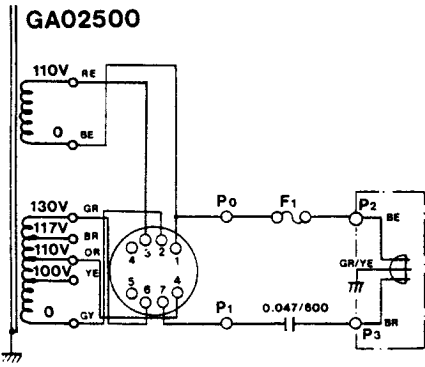 GA02500
110V RE
0 BE
130V GR
117V BR
110V OR
100V YE
0 GY
4 3 2 1
5 6 7 4
P0 F1 P2
BE
GR/YE
P1 0.047/600 P3
BR